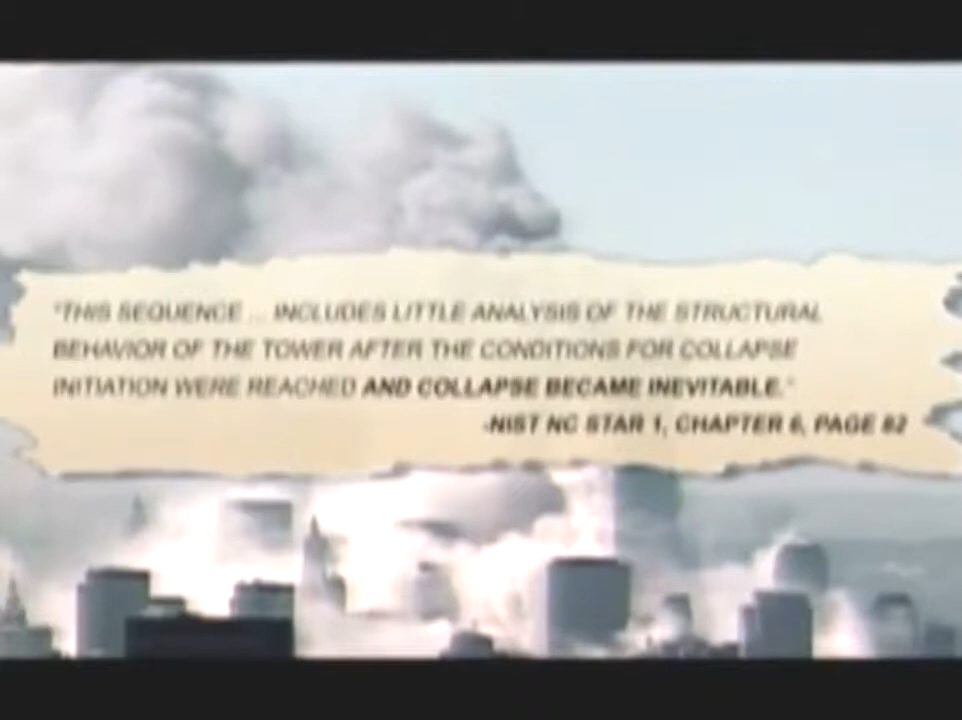 "THIS SEQUENCE ... INCLUDES LITTLE ANALYSIS OF THE STRUCTURAL
BEHAVIOR OF THE TOWER AFTER THE CONDITIONS FOR COLLAPSE
INITIATION WERE REACHED AND COLLAPSE BECAME INEVITABLE."
-NIST NC STAR 1, CHAPTER 6, PAGE 82